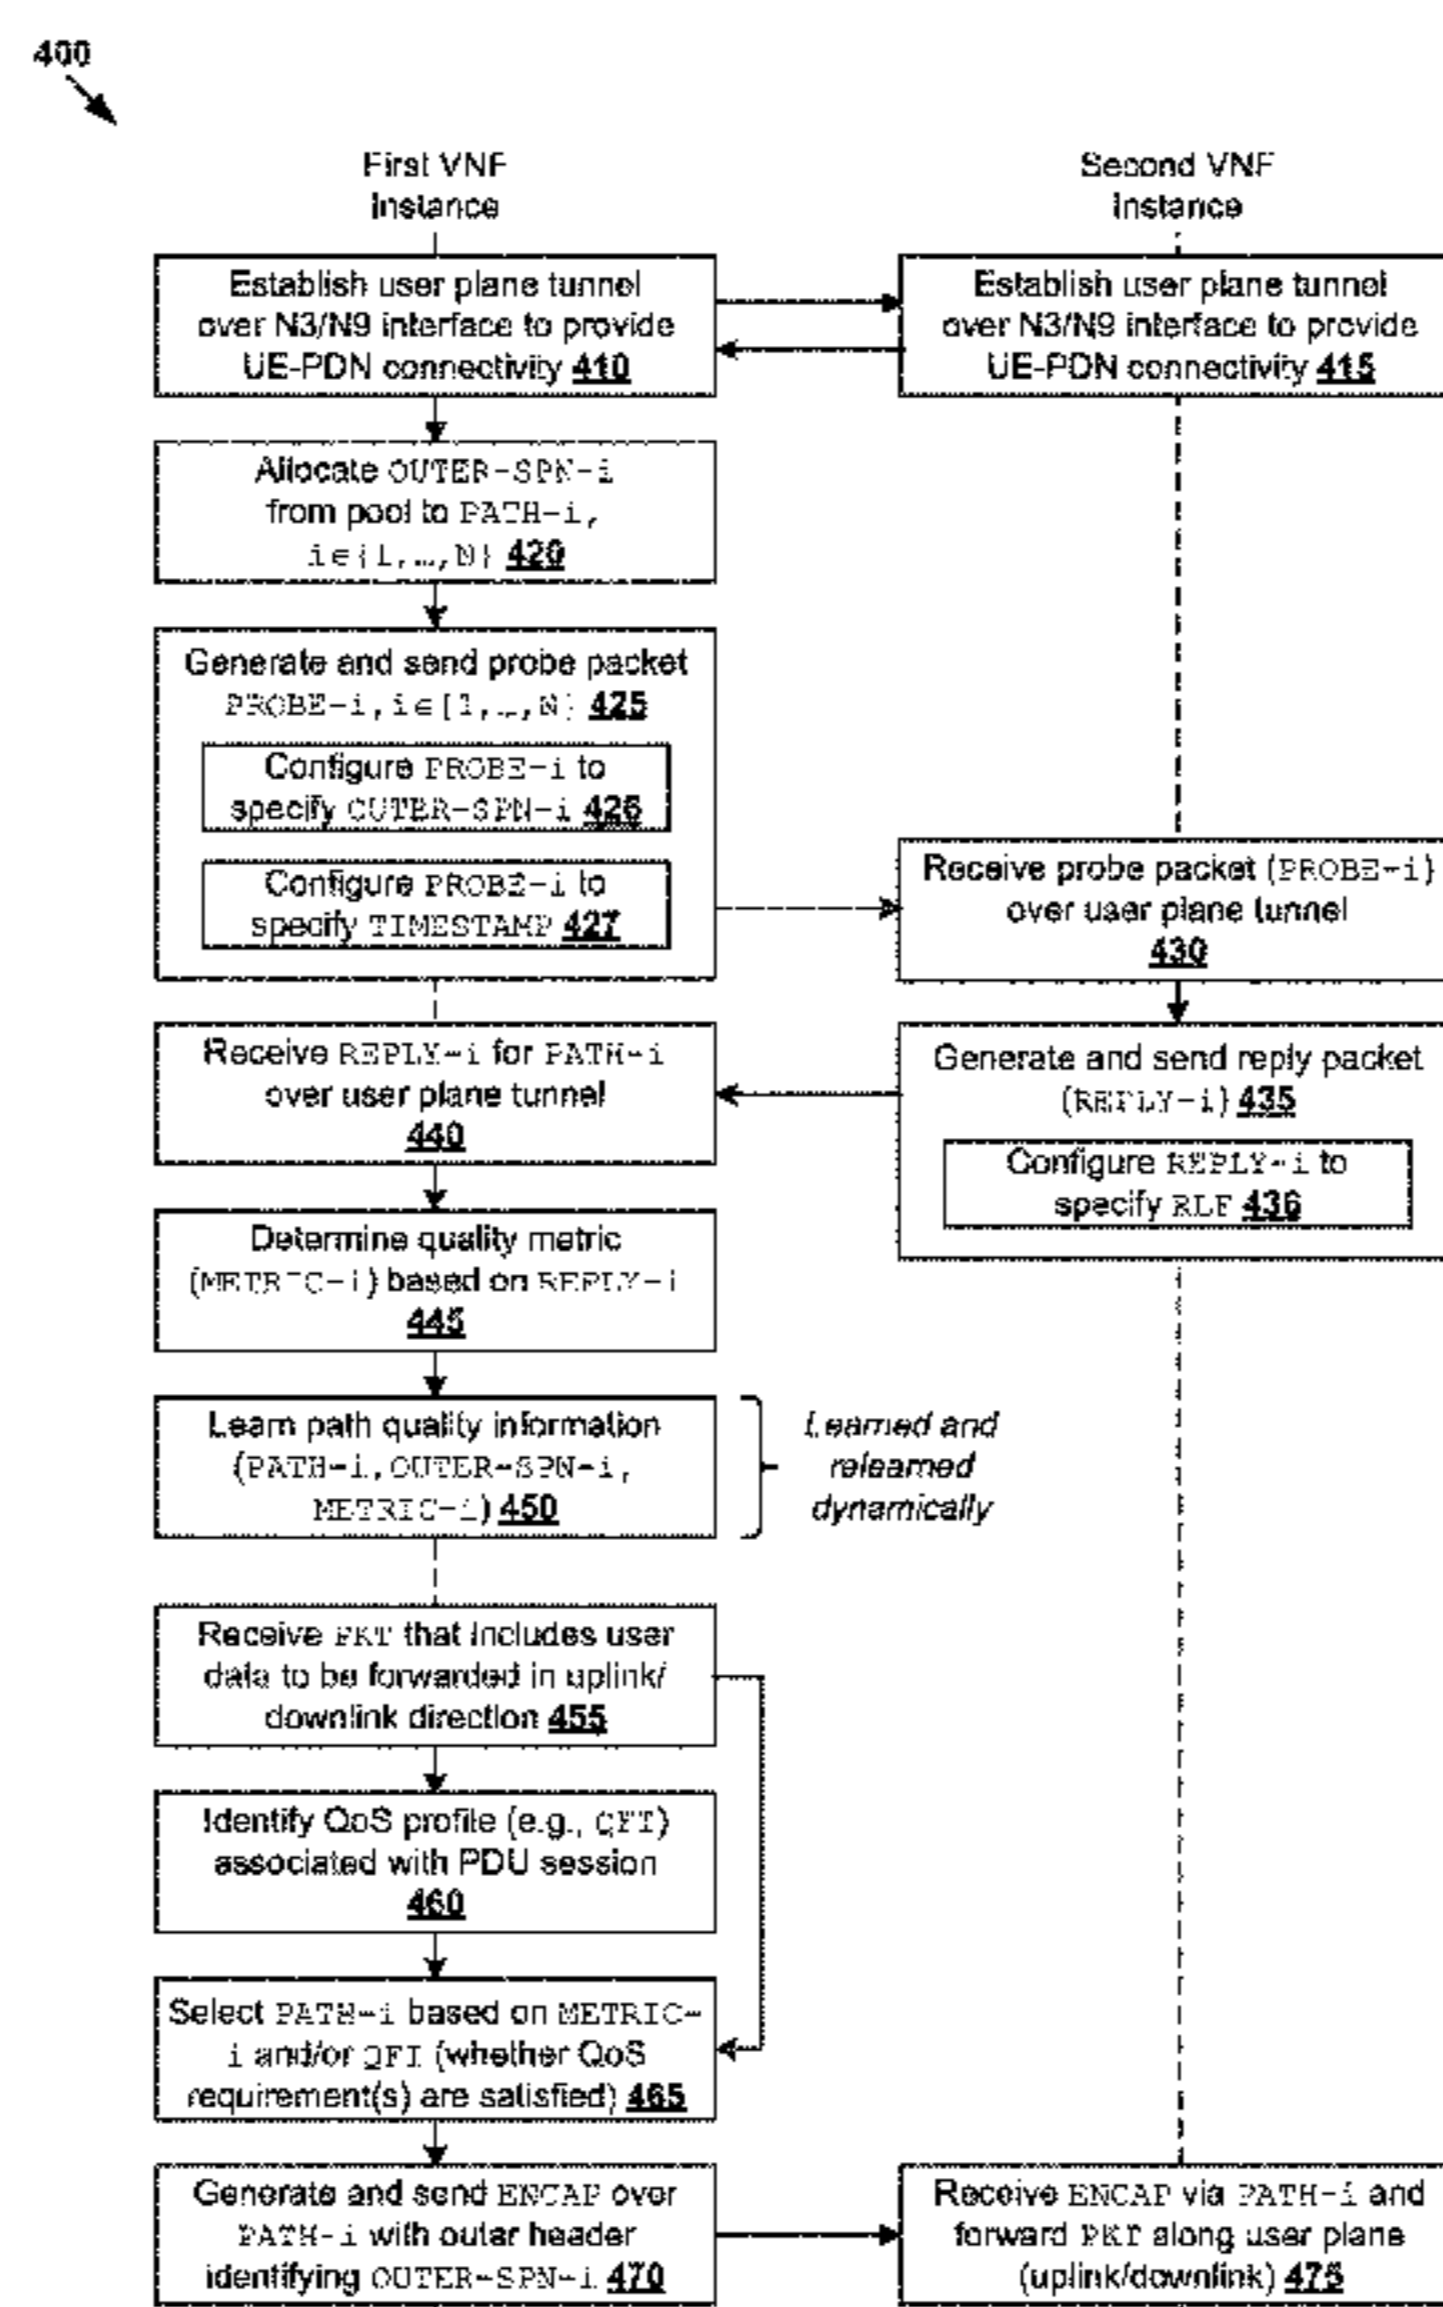 400
First VNF
Instance
Second VNF
Instance
Establish user plane tunnel
over N3/N9 interface to provide
UE-PDN connectivity 410
Establish user plane tunnel
over N3/N9 interface to provide
UE-PDN connectivity 415
Allocate OUTER-SPN-i
from pool to PATH-i,
i∈{1,…,N} 420
Generate and send probe packet
PROBE-i, i∈{1,…,N} 425
Configure PROBE-i to
specify OUTER-SPN-i 426
Configure PROBE-i to
specify TIMESTAMP 427
Receive probe packet (PROBE-i)
over user plane tunnel
430
Generate and send reply packet
(REPLY-i) 435
Configure REPLY-i to
specify RLF 436
Receive REPLY-i for PATH-i
over user plane tunnel
440
Determine quality metric
(METRIC-i) based on REPLY-i
445
Learn path quality information
(PATH-i, OUTER-SPN-i,
METRIC-i) 450
Learned and
relearned
dynamically
Receive PKT that includes user
data to be forwarded in uplink/
downlink direction 455
Identify QoS profile (e.g., QFI)
associated with PDU session
460
Select PATH-i based on METRIC-
i and/or QFI (whether QoS
requirement(s) are satisfied) 465
Generate and send ENCAP over
PATH-i with outer header
identifying OUTER-SPN-i 470
Receive ENCAP via PATH-i and
forward PKT along user plane
(uplink/downlink) 475